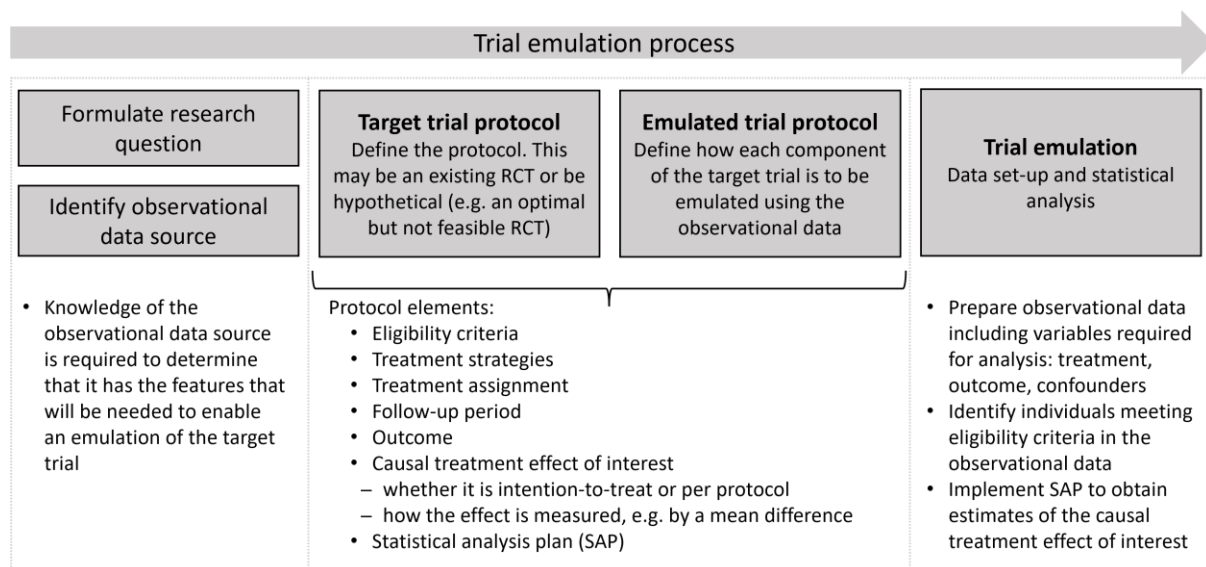 Trial emulation process
Formulate research
question
Identify observational
data source
• Knowledge of the
observational data source
is required to determine
that it has the features that
will be needed to enable
an emulation of the target
trial
Target trial protocol
Define the protocol. This
may be an existing RCT or be
hypothetical (e.g. an optimal
but not feasible RCT)
Emulated trial protocol
Define how each component
of the target trial is to be
emulated using the
observational data
Protocol elements:
• Eligibility criteria
• Treatment strategies
• Treatment assignment
• Follow-up period
• Outcome
• Causal treatment effect of interest
– whether it is intention-to-treat or per protocol
– how the effect is measured, e.g. by a mean difference
• Statistical analysis plan (SAP)
Trial emulation
Data set-up and statistical
analysis
• Prepare observational data
including variables required
for analysis: treatment,
outcome, confounders
• Identify individuals meeting
eligibility criteria in the
observational data
• Implement SAP to obtain
estimates of the causal
treatment effect of interest